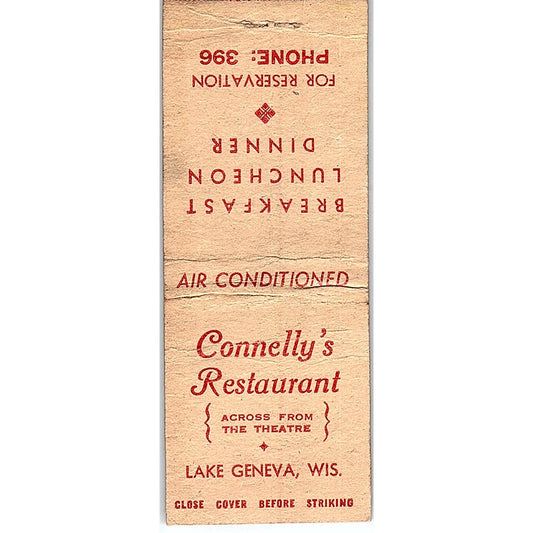 BREAKFAST
LUNCHEON
DINNER
FOR RESERVATION
PHONE: 396
AIR CONDITIONED
Connelly's
Restaurant
ACROSS FROM
THE THEATRE
LAKE GENEVA, WIS.
CLOSE COVER BEFORE STRIKING